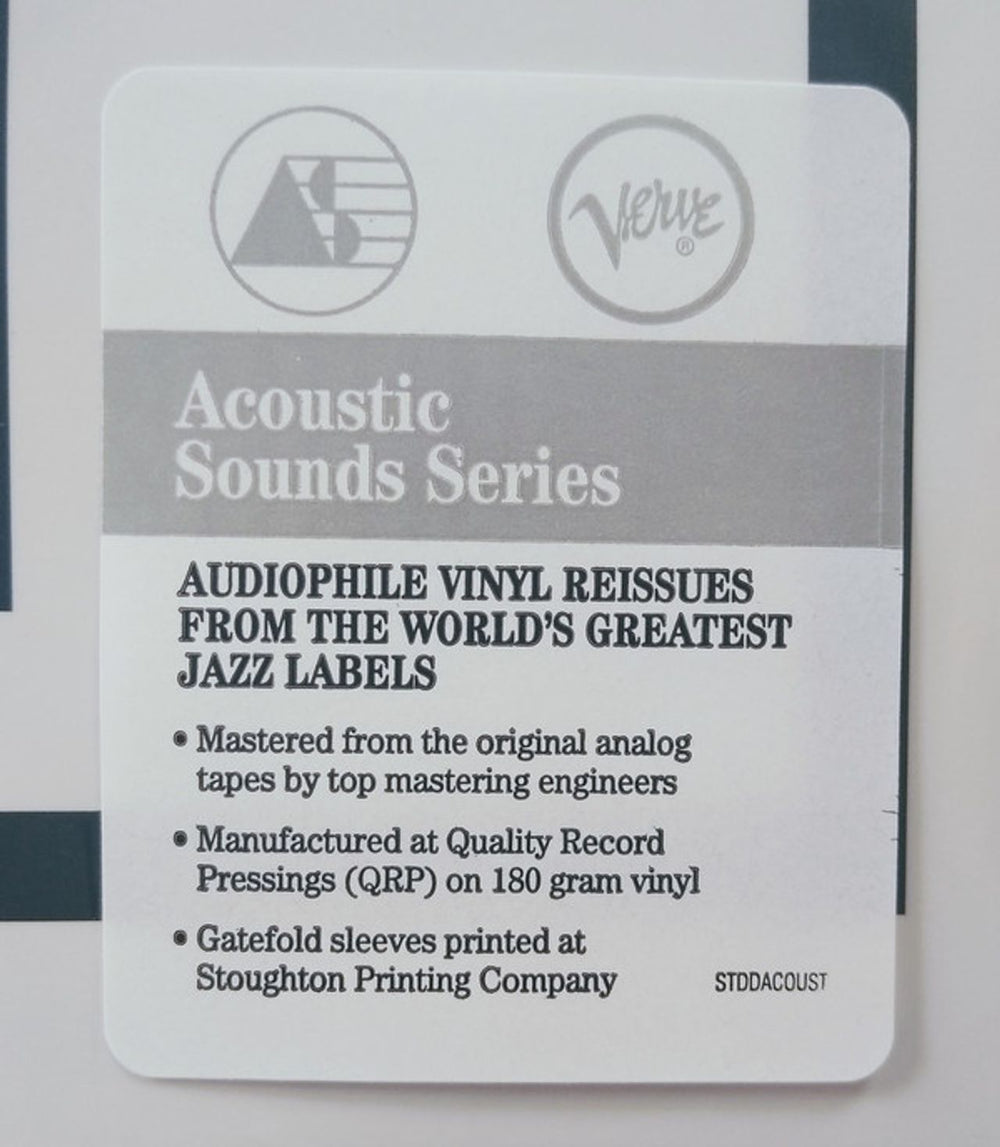 AS
Verve ®
Acoustic
Sounds Series
AUDIOPHILE VINYL REISSUES
FROM THE WORLD'S GREATEST
JAZZ LABELS
• Mastered from the original analog
tapes by top mastering engineers
• Manufactured at Quality Record
Pressings (QRP) on 180 gram vinyl
• Gatefold sleeves printed at
Stoughton Printing Company
STDDACOUST